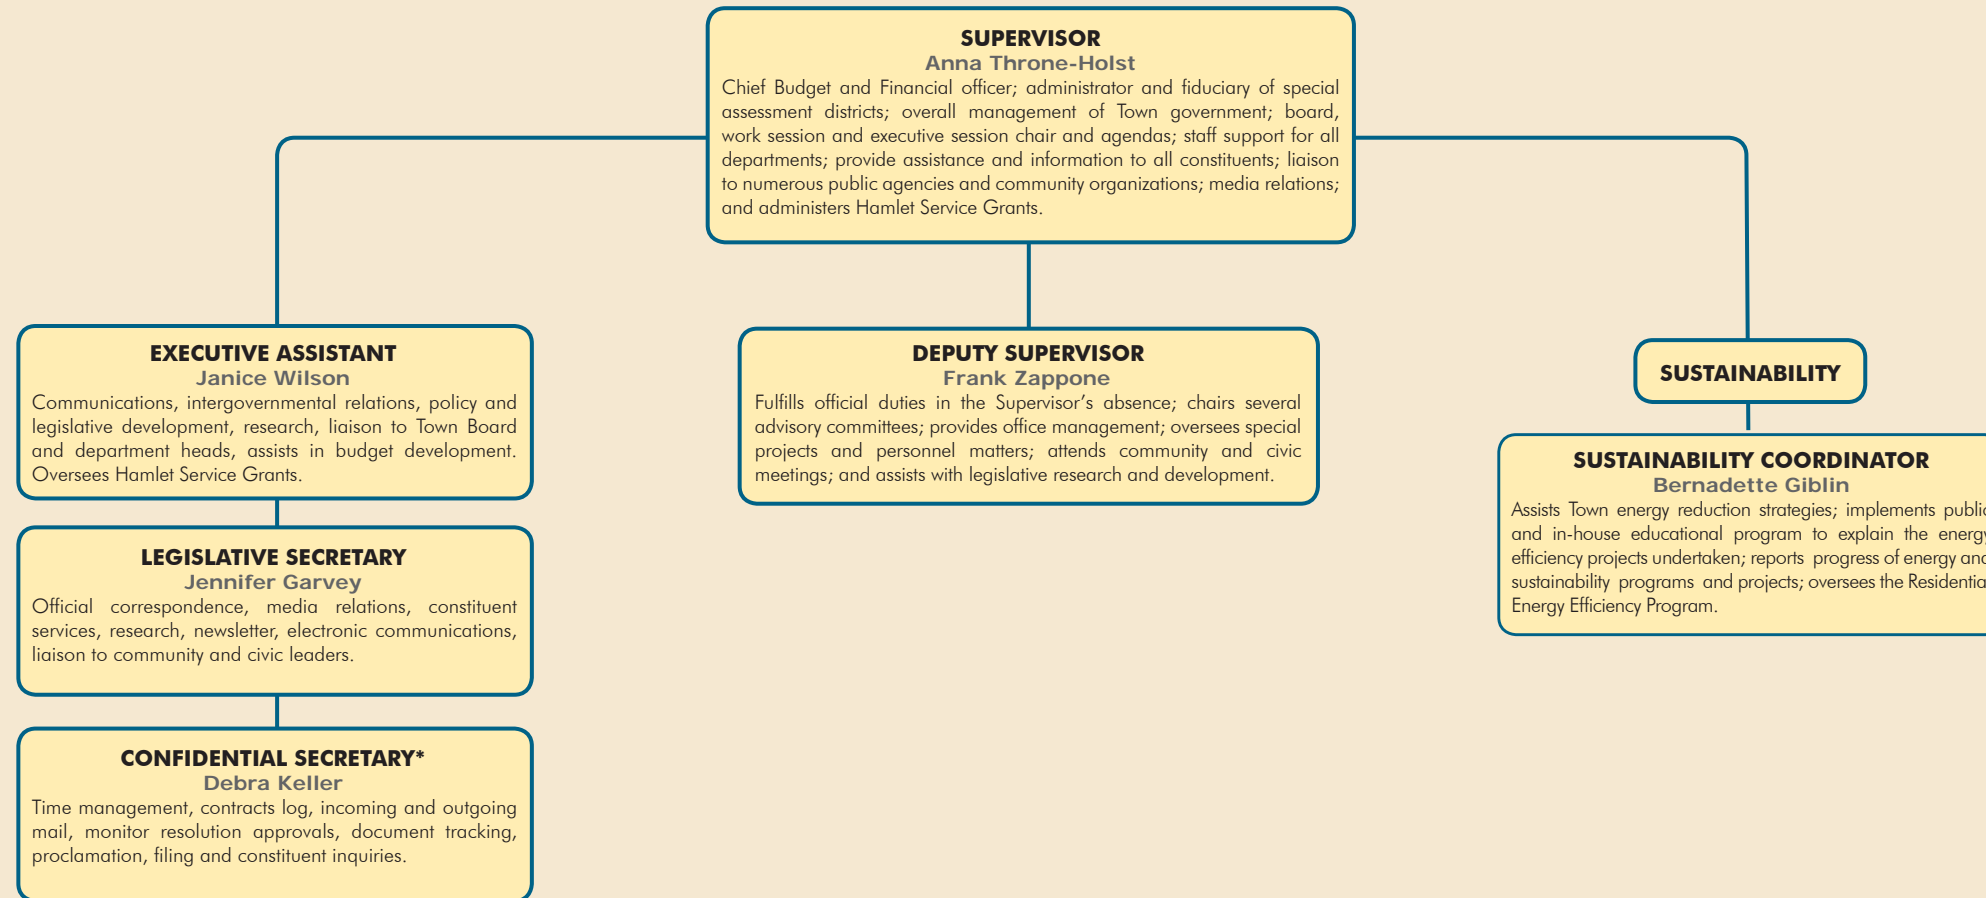 SUPERVISOR
Anna Throne-Holst
Chief Budget and Financial officer; administrator and fiduciary of special
assessment districts; overall management of Town government; board,
work session and executive session chair and agendas; staff support for all
departments; provide assistance and information to all constituents; liaison
to numerous public agencies and community organizations; media relations;
and administers Hamlet Service Grants.
EXECUTIVE ASSISTANT
Janice Wilson
Communications, intergovernmental relations, policy and
legislative development, research, liaison to Town Board
and department heads, assists in budget development.
Oversees Hamlet Service Grants.
LEGISLATIVE SECRETARY
Jennifer Garvey
Official correspondence, media relations, constituent
services, research, newsletter, electronic communications,
liaison to community and civic leaders.
CONFIDENTIAL SECRETARY*
Debra Keller
Time management, contracts log, incoming and outgoing
mail, monitor resolution approvals, document tracking,
proclamation, filing and constituent inquiries.
DEPUTY SUPERVISOR
Frank Zappone
Fulfills official duties in the Supervisor’s absence; chairs several
advisory committees; provides office management; oversees special
projects and personnel matters; attends community and civic
meetings; and assists with legislative research and development.
SUSTAINABILITY
SUSTAINABILITY COORDINATOR
Bernadette Giblin
Assists Town energy reduction strategies; implements public
and in-house educational program to explain the energy
efficiency projects undertaken; reports progress of energy and
sustainability programs and projects; oversees the Residential
Energy Efficiency Program.